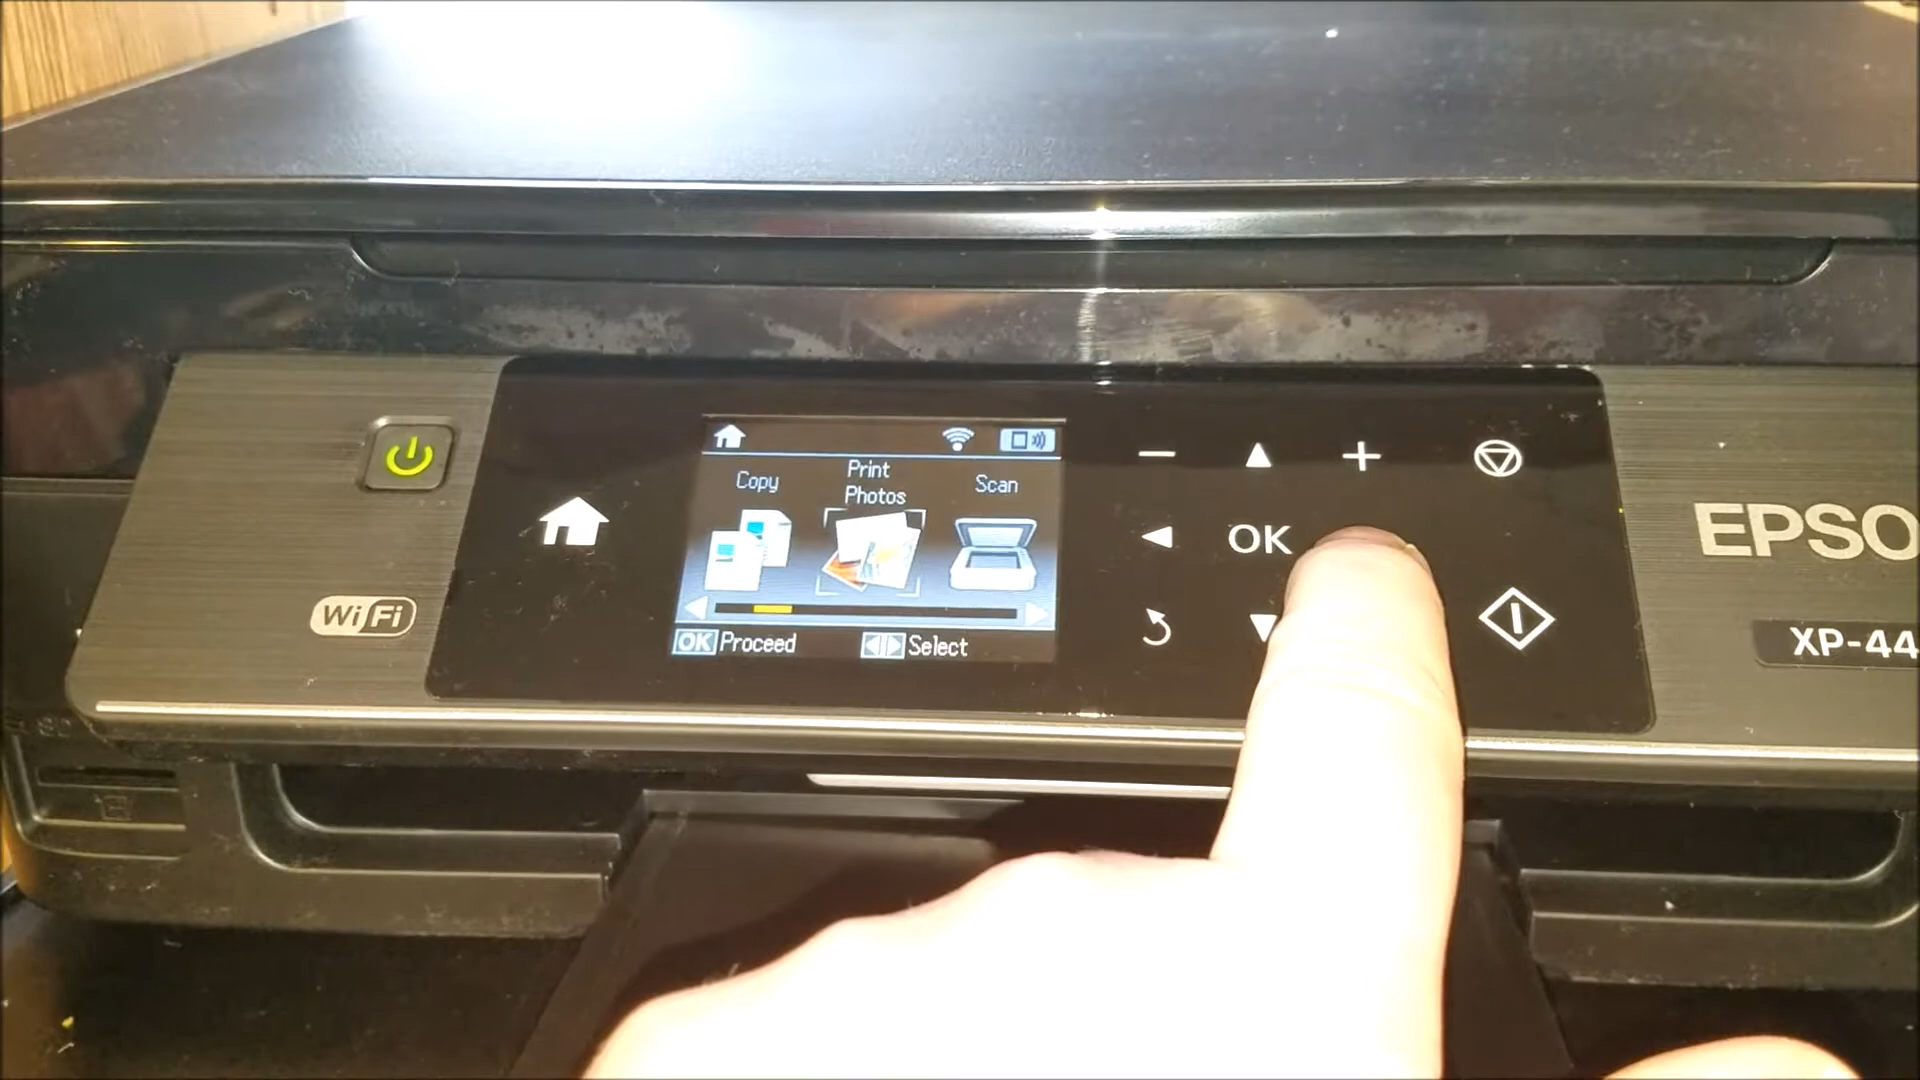 Copy
Print
Photos
Scan
OK Proceed
Select
OK
Wi Fi
EPSO
XP-44